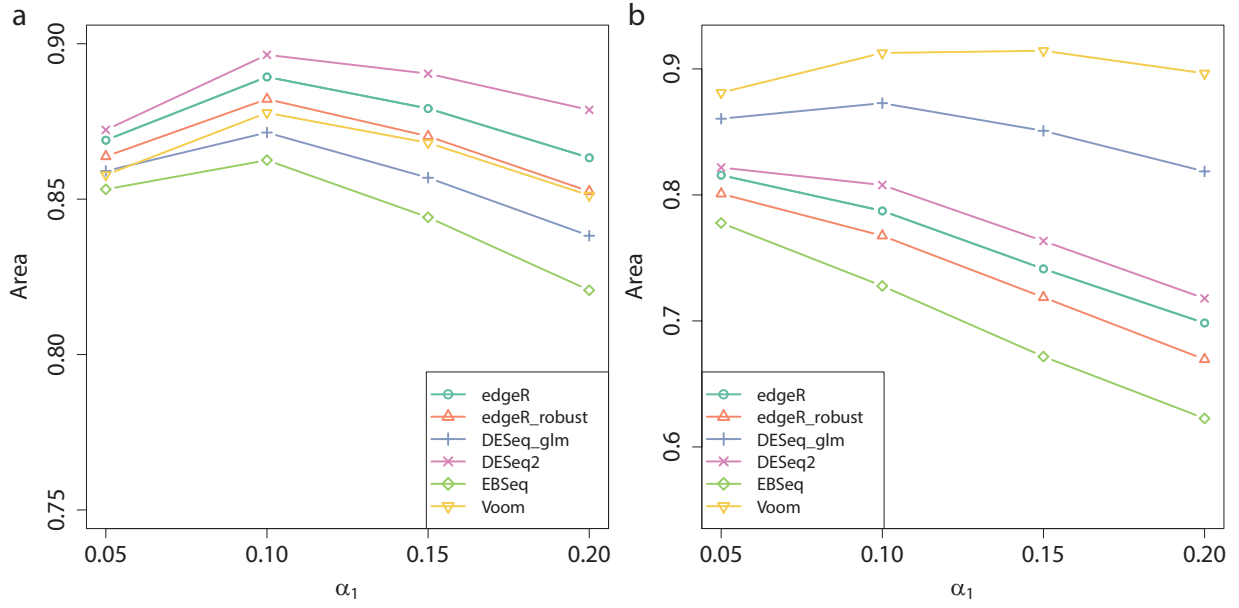 a
Area
0.90
0.85
0.80
0.75
edgeR
edgeR_robust
DESeq_glm
DESeq2
EBSeq
Voom
0.05 0.10 0.15 0.20
α1
b
Area
0.9
0.8
0.7
0.6
edgeR
edgeR_robust
DESeq_glm
DESeq2
EBSeq
Voom
0.05 0.10 0.15 0.20
α1